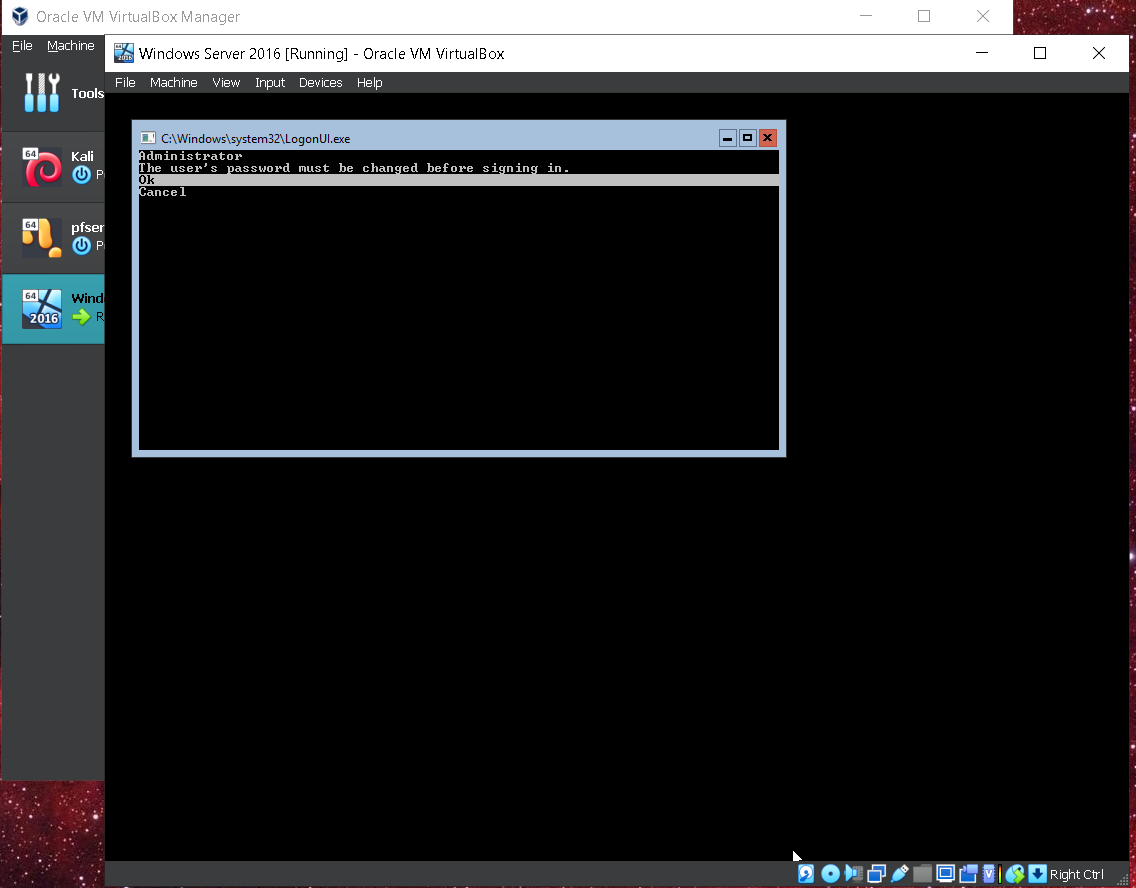 Oracle VM VirtualBox Manager
File Machine
Windows Server 2016 [Running] - Oracle VM VirtualBox
File Machine View Input Devices Help
Tools
C:\Windows\system32\LogonUI.exe
Administrator
The user's password must be changed before signing in.
Ok
Cancel
64
Kali
P
64
pfser
P
64
2016
Wind
R
Right Ctrl